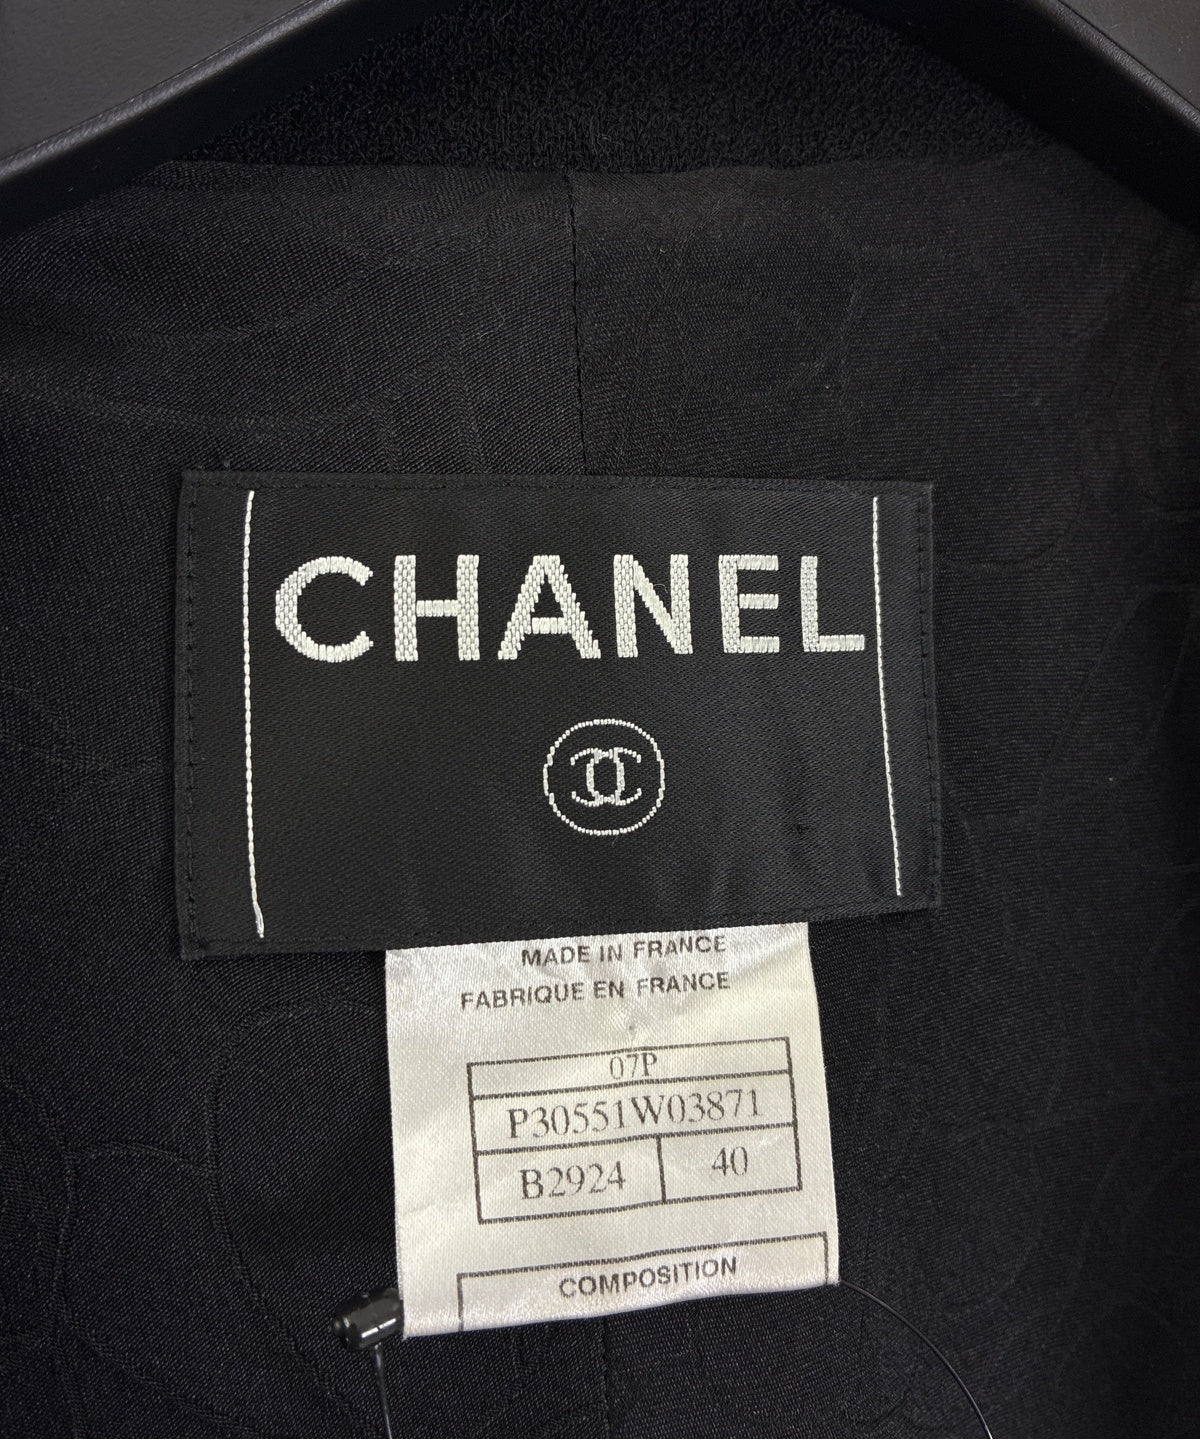 CHANEL
MADE IN FRANCE
FABRIQUE EN FRANCE
07P
P30551W03871
B2924 40
COMPOSITION